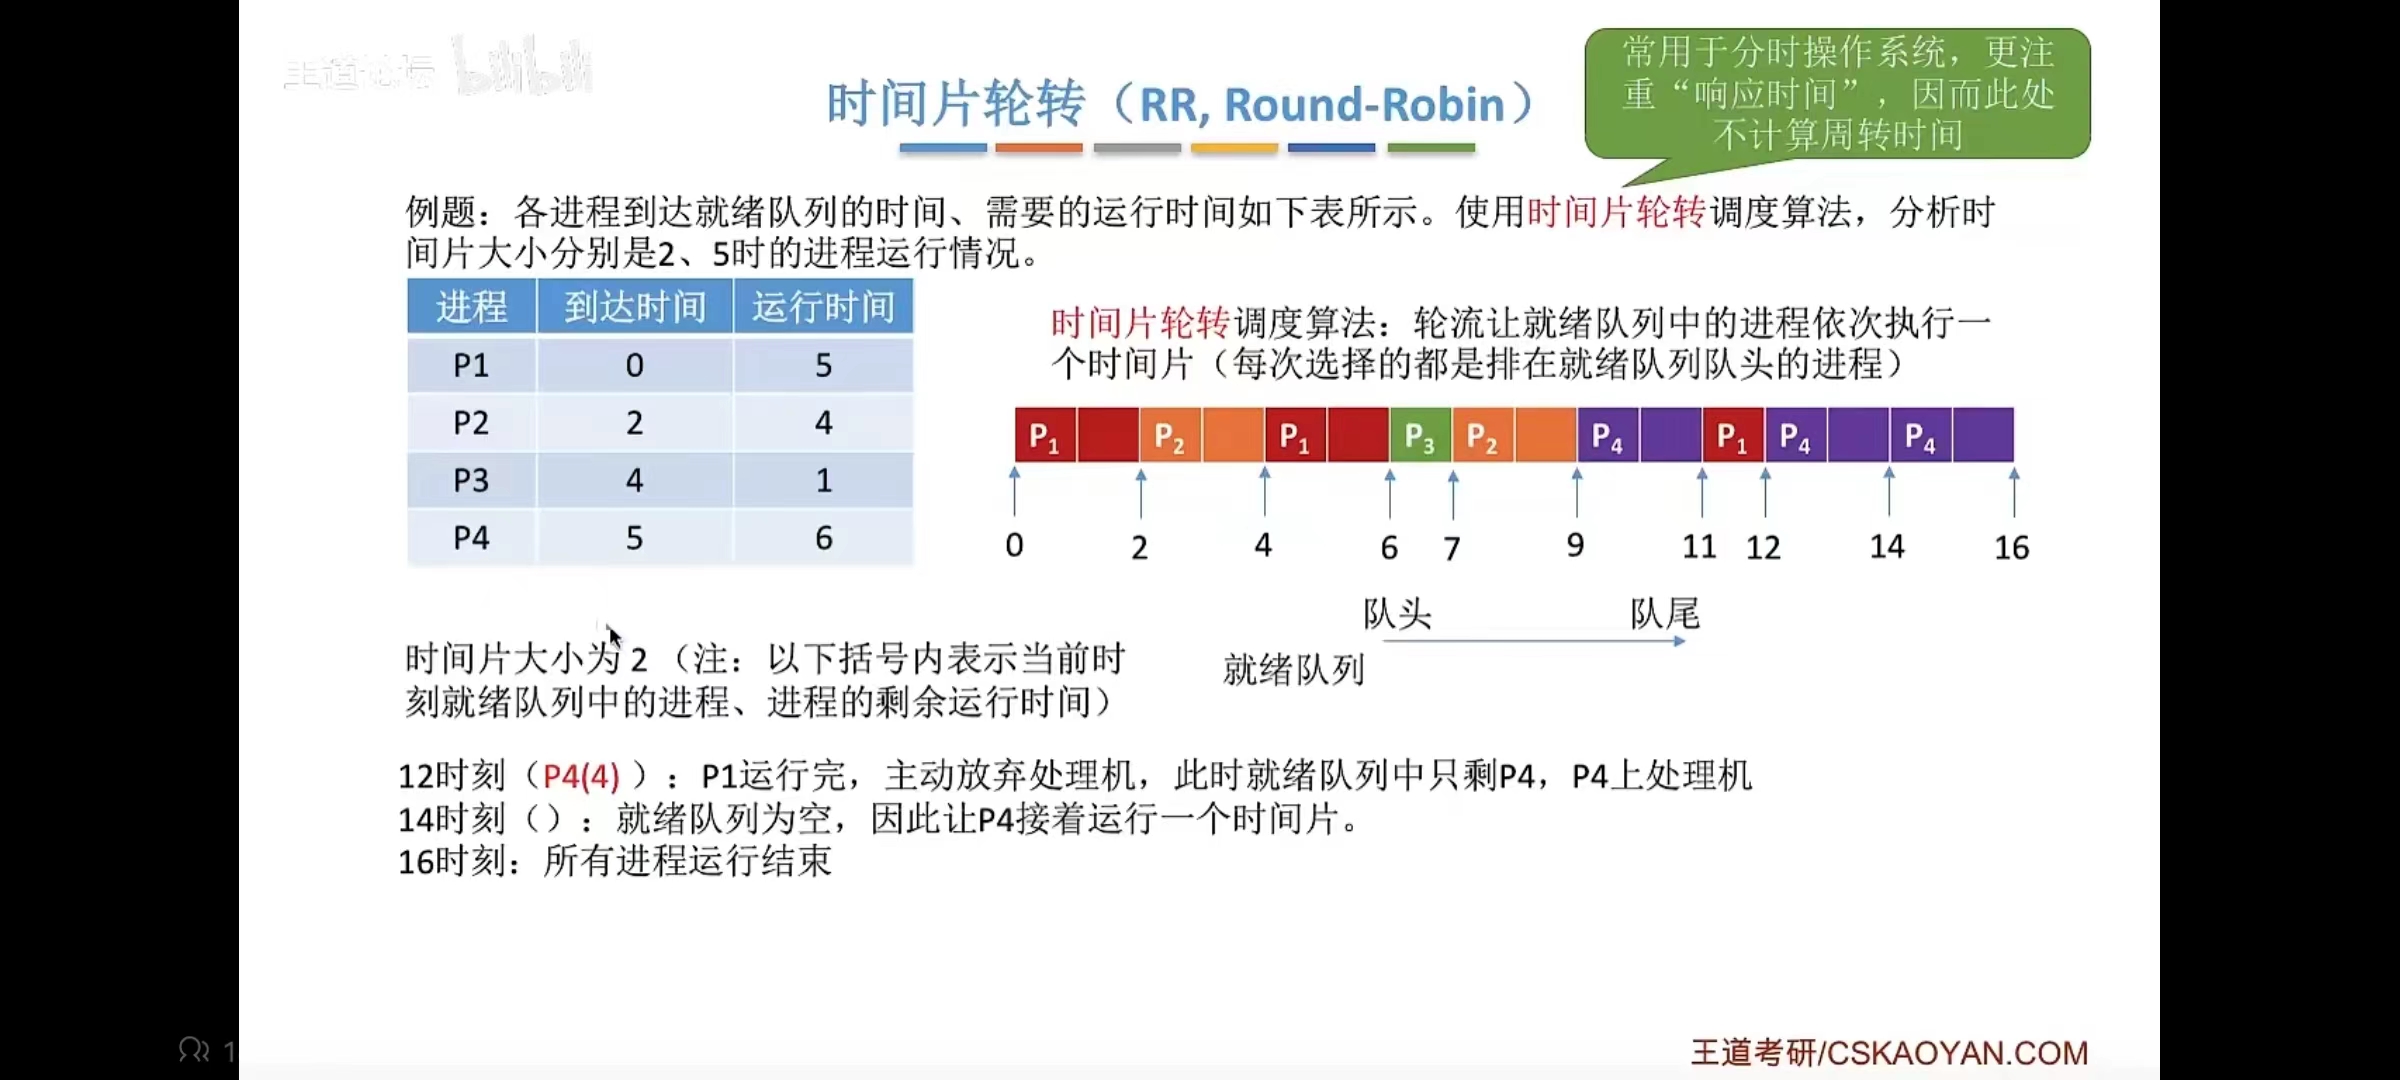 王道论坛 bilibili
时间片轮转（RR, Round-Robin）
常用于分时操作系统，更注
重“响应时间”，因而此处
不计算周转时间
例题：各进程到达就绪队列的时间、需要的运行时间如下表所示。使用时间片轮转调度算法，分析时
间片大小分别是2、5时的进程运行情况。
进程 到达时间 运行时间
P1 0 5
P2 2 4
P3 4 1
P4 5 6
时间片轮转调度算法：轮流让就绪队列中的进程依次执行一
个时间片（每次选择的都是排在就绪队列队头的进程）
P1 P2 P1 P3 P2 P4 P1 P4 P4
0 2 4 6 7 9 11 12 14 16
队头 队尾
就绪队列
时间片大小为 2（注：以下括号内表示当前时
刻就绪队列中的进程、进程的剩余运行时间）
12时刻（P4(4)）：P1运行完，主动放弃处理机，此时就绪队列中只剩P4，P4上处理机
14时刻（）：就绪队列为空，因此让P4接着运行一个时间片。
16时刻：所有进程运行结束
1
王道考研/CSKAOYAN.COM